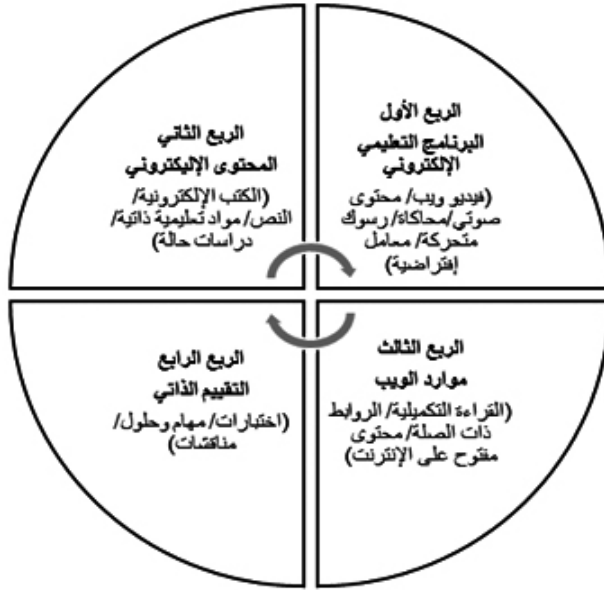 الربع الأول
البرنامج التعليمي
الإلكتروني
(فيديو ويب/ محتوى
صوتي/محاكاة/ رسوك
متحركة/ معامل
إفتراضية)
الربع الثاني
المحتوى الإليكتروني
(الكتب الإلكترونية/
النص/ مواد تعليمية ذاتية/
دراسات حالة)
الربع الثالث
موارد الويب
(القراءة التكميلية/ الروابط
ذات الصلة/ محتوى
مفتوح على الإنترنت)
الربع الرابع
التقييم الذاتي
(اختبارات/ مهام وحلول/
مناقشات)